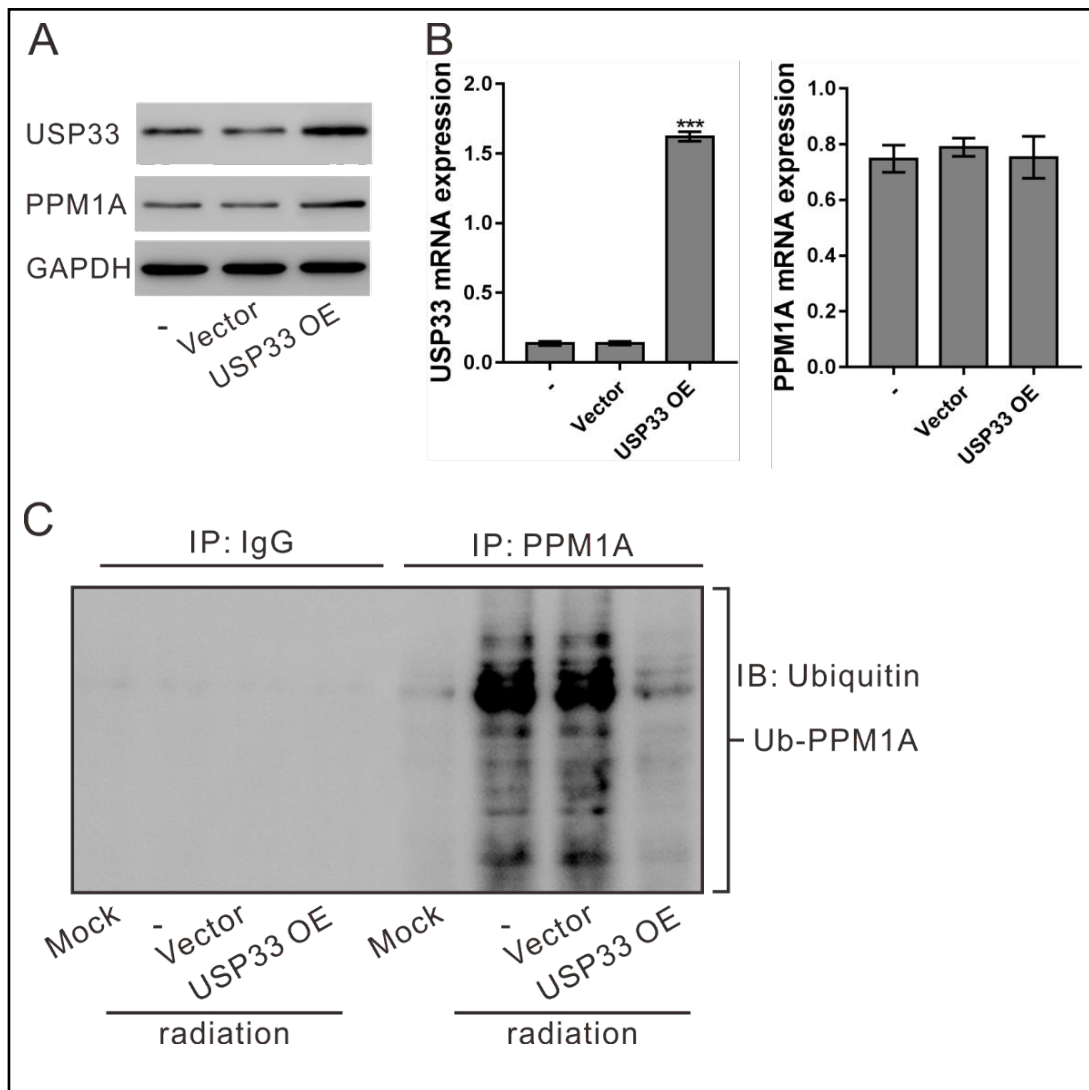 A
USP33
PPM1A
GAPDH
-
Vector
USP33 OE
B
USP33 mRNA expression
2.0
1.5
1.0
0.5
0.0
***
-
Vector
USP33 OE
PPM1A mRNA expression
1.0
0.8
0.6
0.4
0.2
0.0
-
Vector
USP33 OE
C
IP: IgG
IP: PPM1A
IB: Ubiquitin
Ub-PPM1A
Mock
-
Vector
USP33 OE
radiation
Mock
-
Vector
USP33 OE
radiation